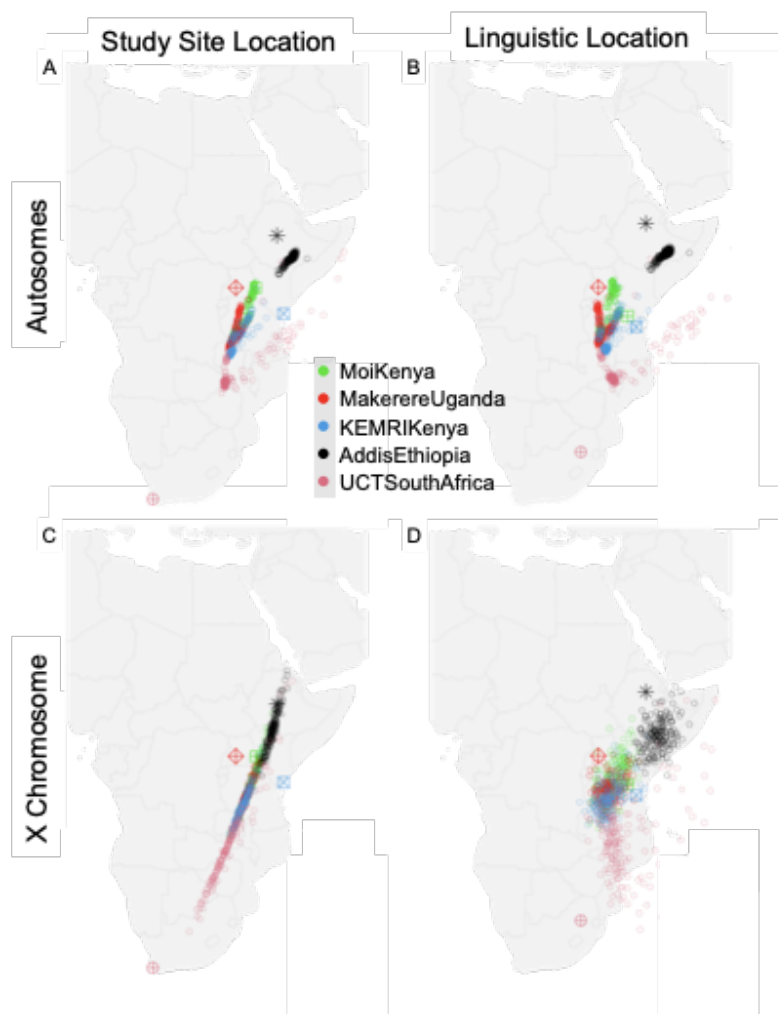 Study Site Location
Linguistic Location
A
B
Autosomes
MoiKenya
MakerereUganda
KEMRIKenya
AddisEthiopia
UCTSouthAfrica
C
D
X Chromosome